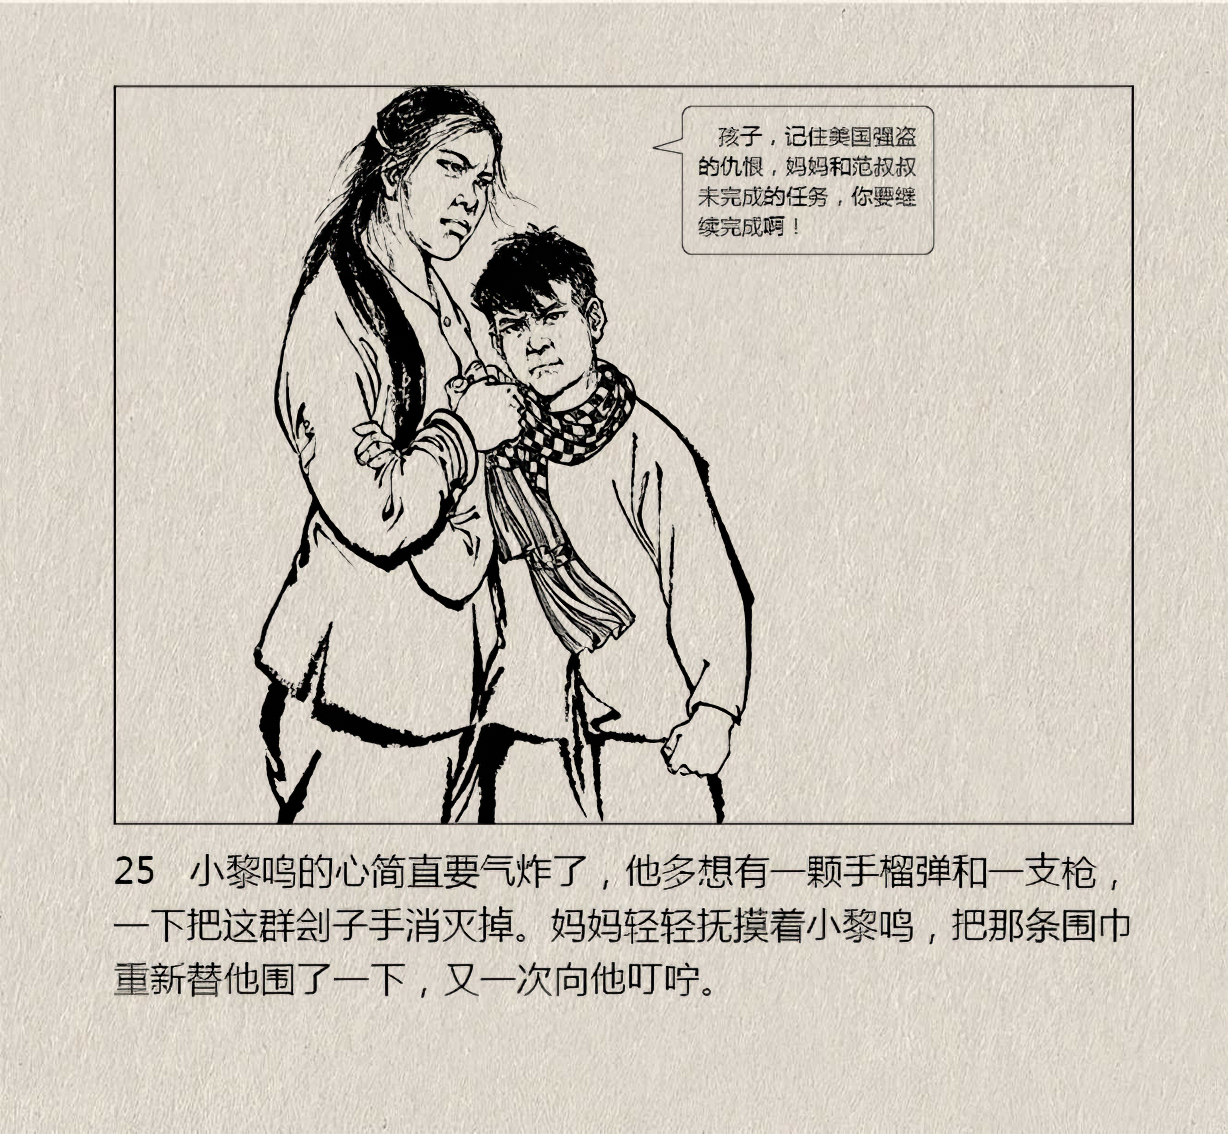 孩子，记住美国强盗
的仇恨，妈妈和范叔叔
未完成的任务，你要继
续完成啊！
25 小黎鸣的心简直要气炸了，他多想有一颗手榴弹和一支枪，
一下把这群刽子手消灭掉。妈妈轻轻抚摸着小黎鸣，把那条围巾
重新替他围了一下，又一次向他叮咛。